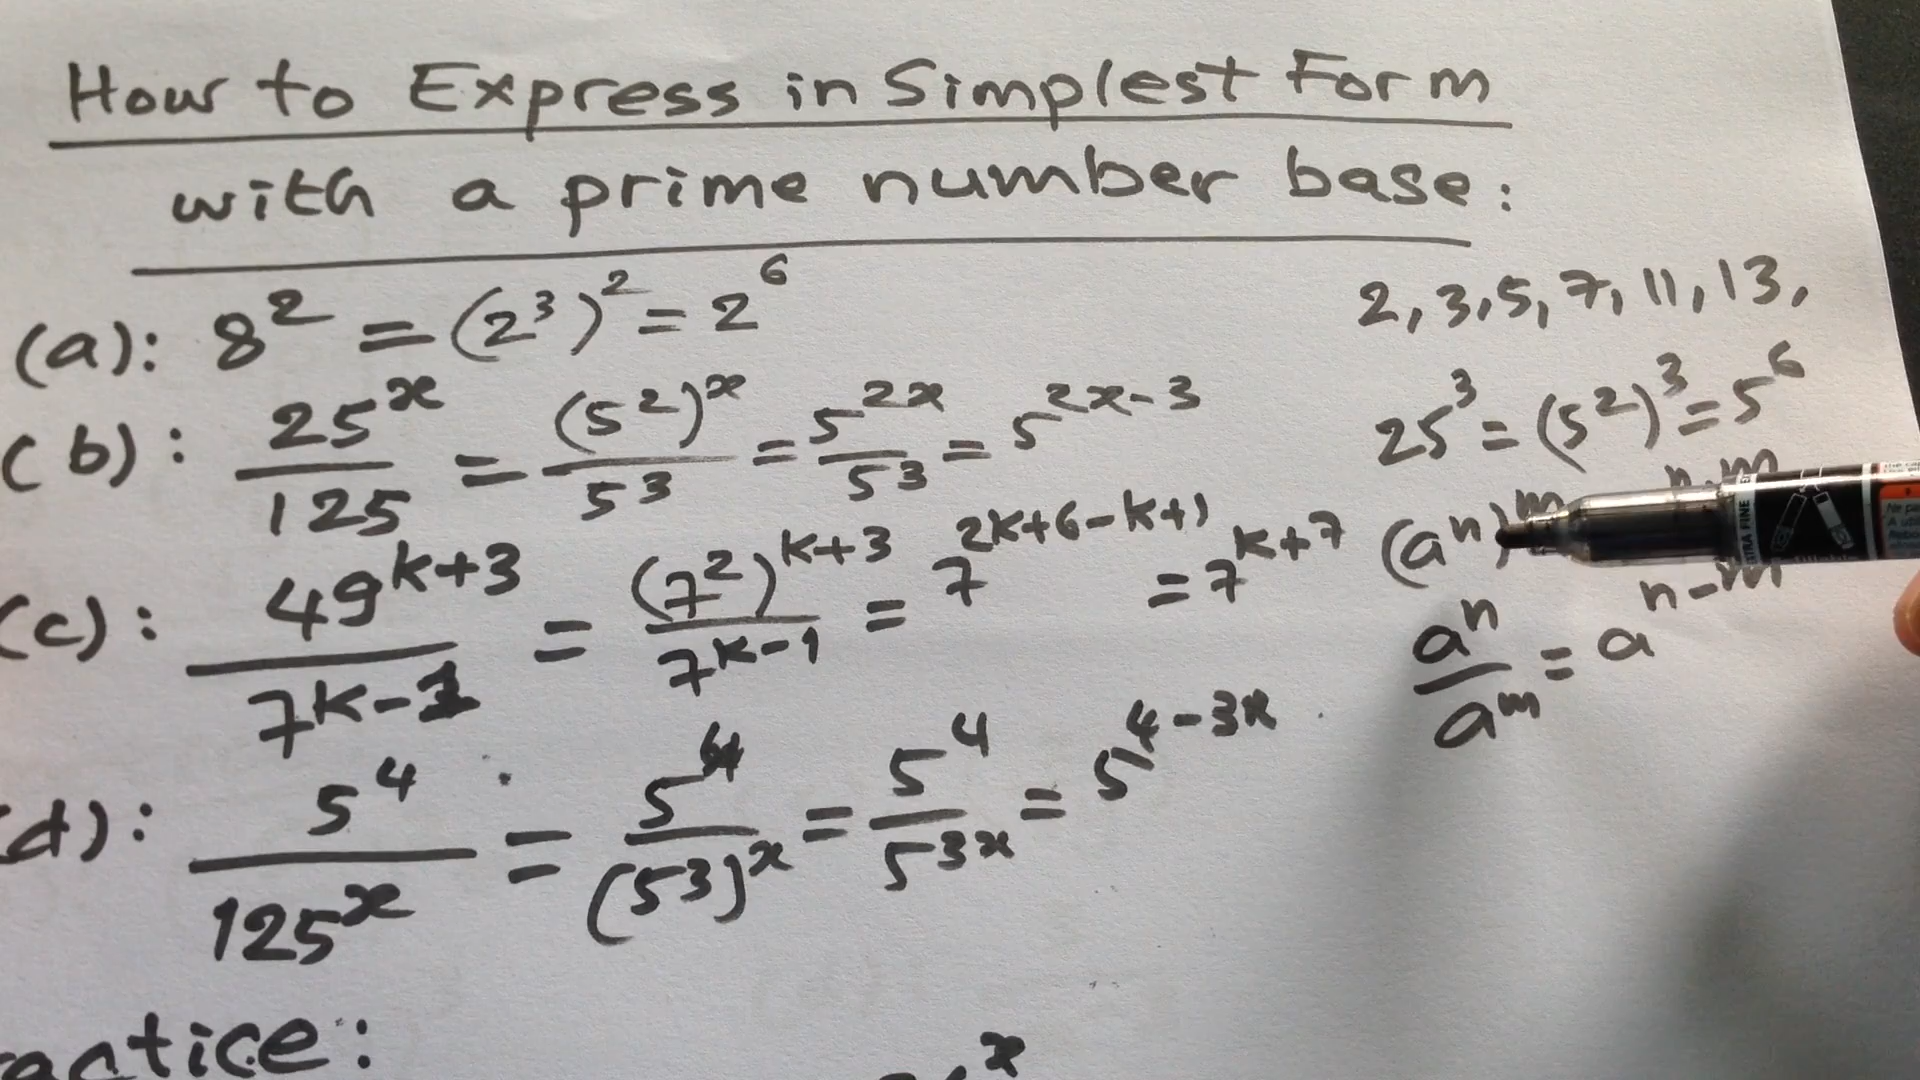 How to Express in Simplest Form
with a prime number base:
2, 3, 5, 7, 11, 13,
(a): 8² = (2³)² = 2⁶
25³ = (5²)³ = 5⁶
(b): 25^x / 125 = (5²)^x / 5³ = 5^2x / 5³ = 5^2x-3
(aⁿ)^m
n·m
(c): 49^k+3 / 7^k-1 = (7²)^k+3 / 7^k-1 = 7^2k+6-k+1 = 7^k+7
aⁿ / a^m = a^n-m
(d): 5⁴ / 125^x = 5⁴ / (5³)^x = 5⁴ / 5^3x = 5^4-3x
actice:
x
EXTRA FINE